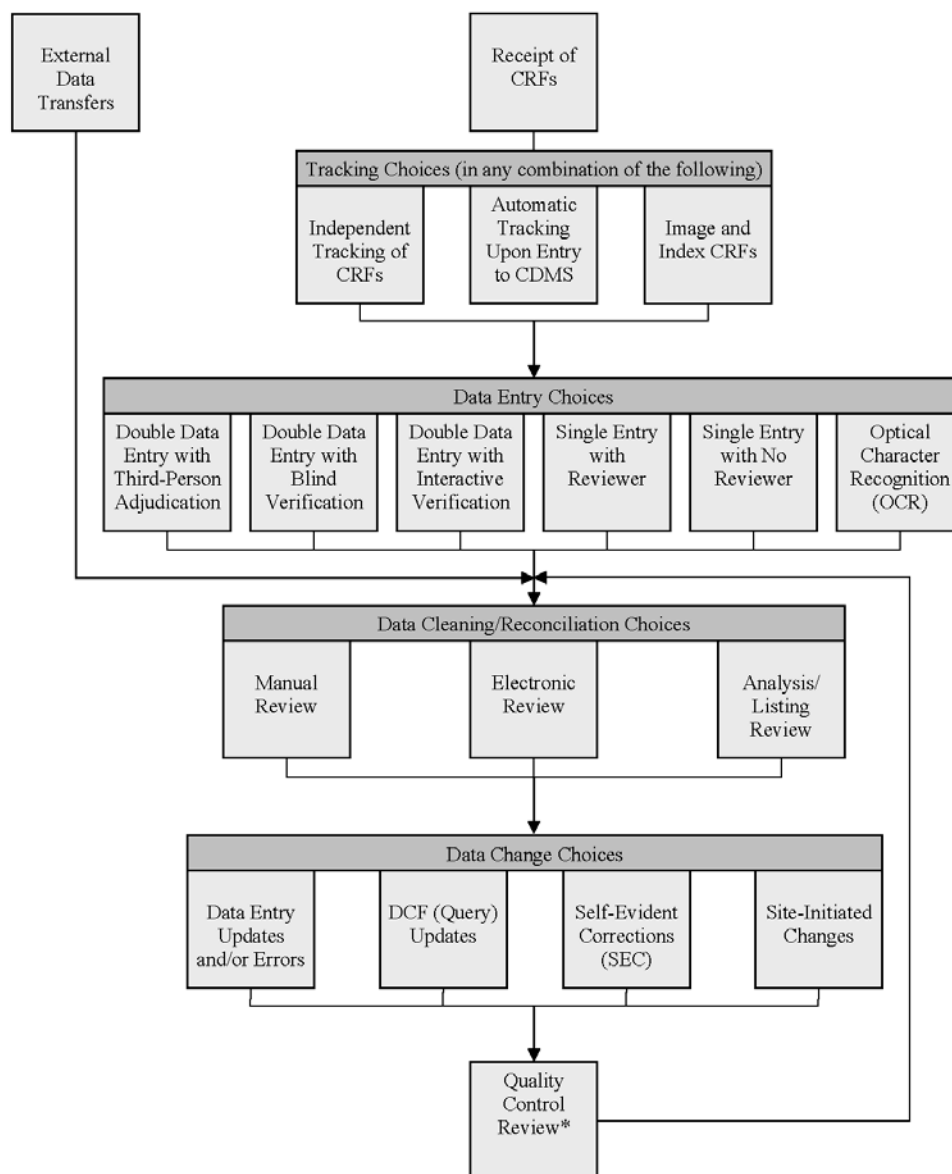 External
Data
Transfers
Receipt of
CRFs
Tracking Choices (in any combination of the following)
Independent
Tracking of
CRFs
Automatic
Tracking
Upon Entry
to CDMS
Image and
Index CRFs
Data Entry Choices
Double Data
Entry with
Third-Person
Adjudication
Double Data
Entry with
Blind
Verification
Double Data
Entry with
Interactive
Verification
Single Entry
with
Reviewer
Single Entry
with No
Reviewer
Optical
Character
Recognition
(OCR)
Data Cleaning/Reconciliation Choices
Manual
Review
Electronic
Review
Analysis/
Listing
Review
Data Change Choices
Data Entry
Updates
and/or Errors
DCF (Query)
Updates
Self-Evident
Corrections
(SEC)
Site-Initiated
Changes
Quality
Control
Review*